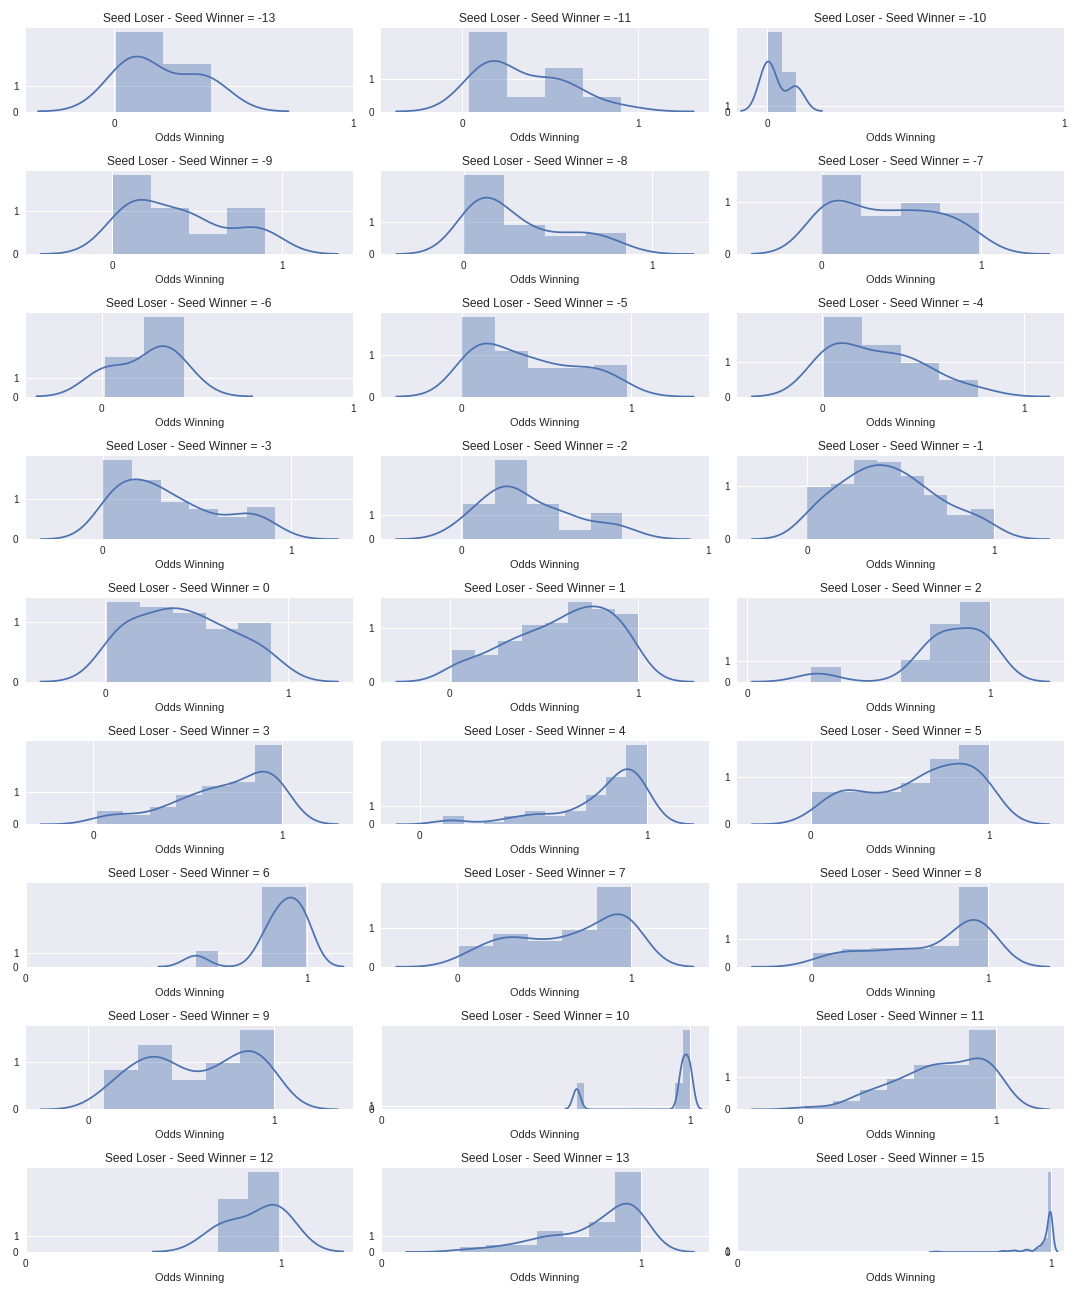 Seed Loser - Seed Winner = -13
1
0
0 1
Odds Winning
Seed Loser - Seed Winner = -11
1
0
0 1
Odds Winning
Seed Loser - Seed Winner = -10
1
0
0 1
Odds Winning
Seed Loser - Seed Winner = -9
1
0
0 1
Odds Winning
Seed Loser - Seed Winner = -8
1
0
0 1
Odds Winning
Seed Loser - Seed Winner = -7
1
0
0 1
Odds Winning
Seed Loser - Seed Winner = -6
1
0
0 1
Odds Winning
Seed Loser - Seed Winner = -5
1
0
0 1
Odds Winning
Seed Loser - Seed Winner = -4
1
0
0 1
Odds Winning
Seed Loser - Seed Winner = -3
1
0
0 1
Odds Winning
Seed Loser - Seed Winner = -2
1
0
0 1
Odds Winning
Seed Loser - Seed Winner = -1
1
0
0 1
Odds Winning
Seed Loser - Seed Winner = 0
1
0
0 1
Odds Winning
Seed Loser - Seed Winner = 1
1
0
0 1
Odds Winning
Seed Loser - Seed Winner = 2
1
0
0 1
Odds Winning
Seed Loser - Seed Winner = 3
1
0
0 1
Odds Winning
Seed Loser - Seed Winner = 4
1
0
0 1
Odds Winning
Seed Loser - Seed Winner = 5
1
0
0 1
Odds Winning
Seed Loser - Seed Winner = 6
1
0
0 1
Odds Winning
Seed Loser - Seed Winner = 7
1
0
0 1
Odds Winning
Seed Loser - Seed Winner = 8
1
0
0 1
Odds Winning
Seed Loser - Seed Winner = 9
1
0
0 1
Odds Winning
Seed Loser - Seed Winner = 10
1
0
0 1
Odds Winning
Seed Loser - Seed Winner = 11
1
0
0 1
Odds Winning
Seed Loser - Seed Winner = 12
1
0
0 1
Odds Winning
Seed Loser - Seed Winner = 13
1
0
0 1
Odds Winning
Seed Loser - Seed Winner = 15
1
0
0 1
Odds Winning